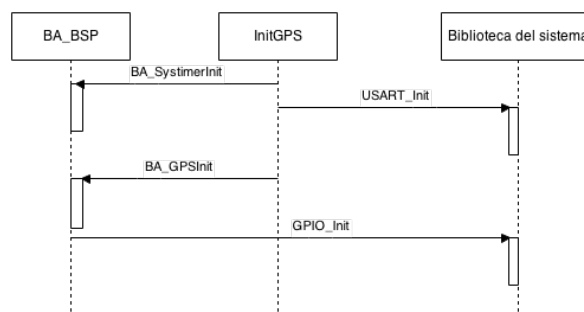 BA_BSP
InitGPS
Biblioteca del sistema
BA_SystimerInit
USART_Init
BA_GPSInit
GPIO_Init